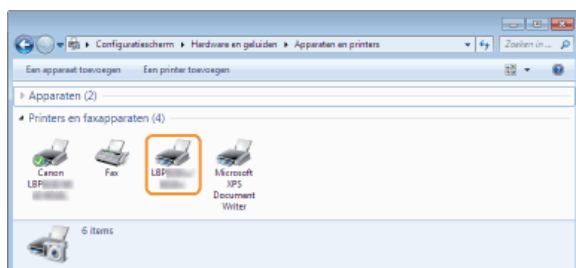 Configuratiescherm ▸ Hardware en geluiden ▸ Apparaten en printers
Zoeken in ...
Een apparaat toevoegen Een printer toevoegen
Apparaten (2)
Printers en faxapparaten (4)
Canon
LBP
Fax
LBP
Microsoft
XPS
Document
Writer
6 items